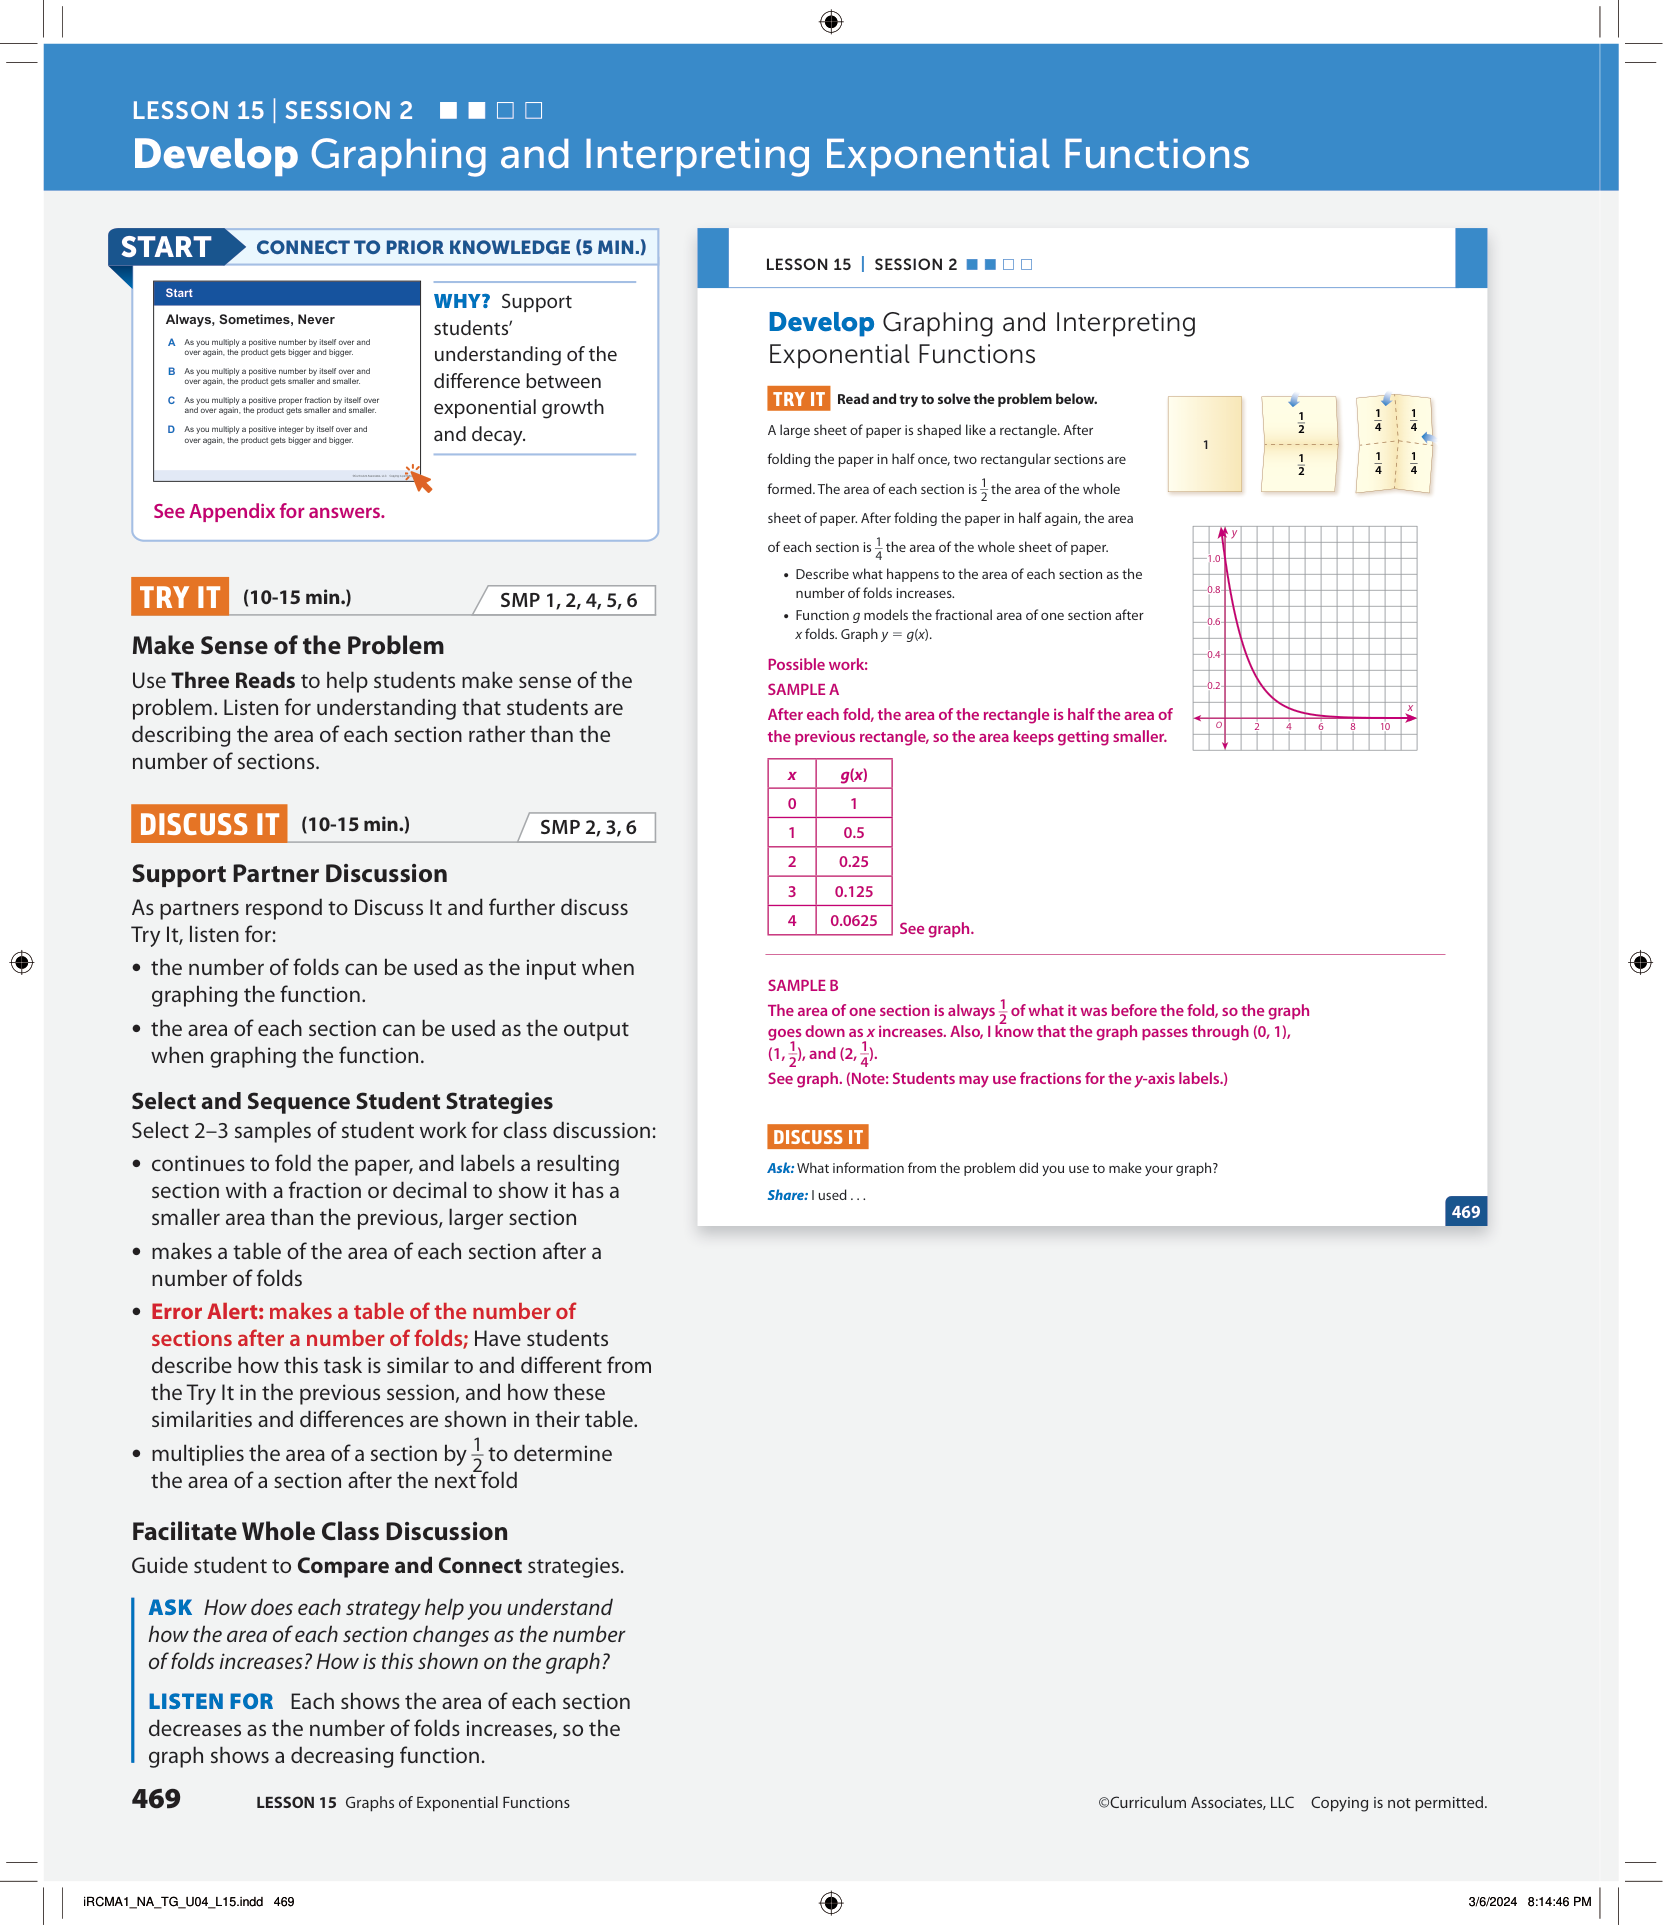 LESSON 15 | SESSION 2
Develop Graphing and Interpreting Exponential Functions
START CONNECT TO PRIOR KNOWLEDGE (5 MIN.)
Start
Always, Sometimes, Never
A As you multiply a positive number by itself over and
over again, the product gets bigger and bigger.
B As you multiply a positive number by itself over and
over again, the product gets smaller and smaller.
C As you multiply a positive proper fraction by itself over
and over again, the product gets smaller and smaller.
D As you multiply a positive integer by itself over and
over again, the product gets bigger and bigger.
WHY? Support
students’
understanding of the
difference between
exponential growth
and decay.
See Appendix for answers.
TRY IT (10-15 min.) SMP 1, 2, 4, 5, 6
Make Sense of the Problem
Use Three Reads to help students make sense of the
problem. Listen for understanding that students are
describing the area of each section rather than the
number of sections.
DISCUSS IT (10-15 min.) SMP 2, 3, 6
Support Partner Discussion
As partners respond to Discuss It and further discuss
Try It, listen for:
• the number of folds can be used as the input when
graphing the function.
• the area of each section can be used as the output
when graphing the function.
Select and Sequence Student Strategies
Select 2–3 samples of student work for class discussion:
• continues to fold the paper, and labels a resulting
section with a fraction or decimal to show it has a
smaller area than the previous, larger section
• makes a table of the area of each section after a
number of folds
• Error Alert: makes a table of the number of
sections after a number of folds; Have students
describe how this task is similar to and different from
the Try It in the previous session, and how these
similarities and differences are shown in their table.
• multiplies the area of a section by 1/2 to determine
the area of a section after the next fold
Facilitate Whole Class Discussion
Guide student to Compare and Connect strategies.
ASK How does each strategy help you understand
how the area of each section changes as the number
of folds increases? How is this shown on the graph?
LISTEN FOR Each shows the area of each section
decreases as the number of folds increases, so the
graph shows a decreasing function.
LESSON 15 | SESSION 2
Develop Graphing and Interpreting
Exponential Functions
TRY IT Read and try to solve the problem below.
A large sheet of paper is shaped like a rectangle. After
folding the paper in half once, two rectangular sections are
formed. The area of each section is 1/2 the area of the whole
sheet of paper. After folding the paper in half again, the area
of each section is 1/4 the area of the whole sheet of paper.
• Describe what happens to the area of each section as the
number of folds increases.
• Function g models the fractional area of one section after
x folds. Graph y = g(x).
1
1/2
1/2
1/4 1/4
1/4 1/4
y
1.0
0.8
0.6
0.4
0.2
x
O 2 4 6 8 10
Possible work:
SAMPLE A
After each fold, the area of the rectangle is half the area of
the previous rectangle, so the area keeps getting smaller.
x g(x)
0 1
1 0.5
2 0.25
3 0.125
4 0.0625
See graph.
SAMPLE B
The area of one section is always 1/2 of what it was before the fold, so the graph
goes down as x increases. Also, I know that the graph passes through (0, 1),
(1, 1/2), and (2, 1/4).
See graph. (Note: Students may use fractions for the y-axis labels.)
DISCUSS IT
Ask: What information from the problem did you use to make your graph?
Share: I used . . .
469
469 LESSON 15 Graphs of Exponential Functions
©Curriculum Associates, LLC Copying is not permitted.
iRCMA1_NA_TG_U04_L15.indd 469
3/6/2024 8:14:46 PM